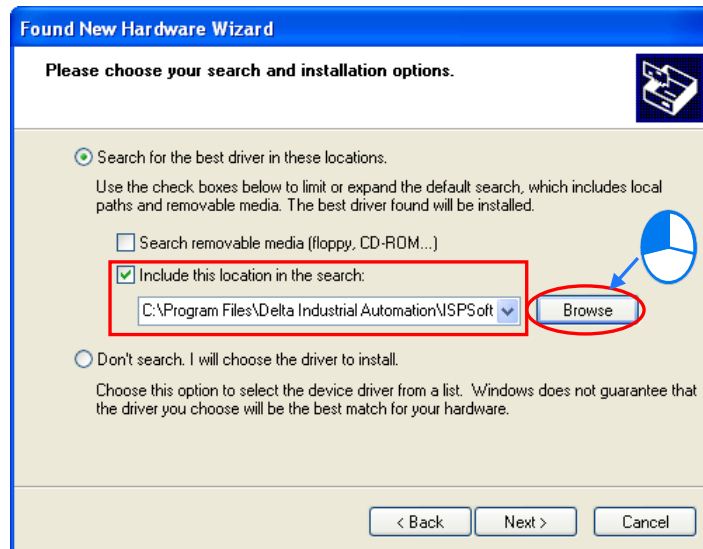 Found New Hardware Wizard
Please choose your search and installation options.
Search for the best driver in these locations.
Use the check boxes below to limit or expand the default search, which includes local
paths and removable media. The best driver found will be installed.
Search removable media (floppy, CD-ROM...)
Include this location in the search:
C:\Program Files\Delta Industrial Automation\ISPSoft
Browse
Don't search. I will choose the driver to install.
Choose this option to select the device driver from a list. Windows does not guarantee that
the driver you choose will be the best match for your hardware.
< Back Next > Cancel